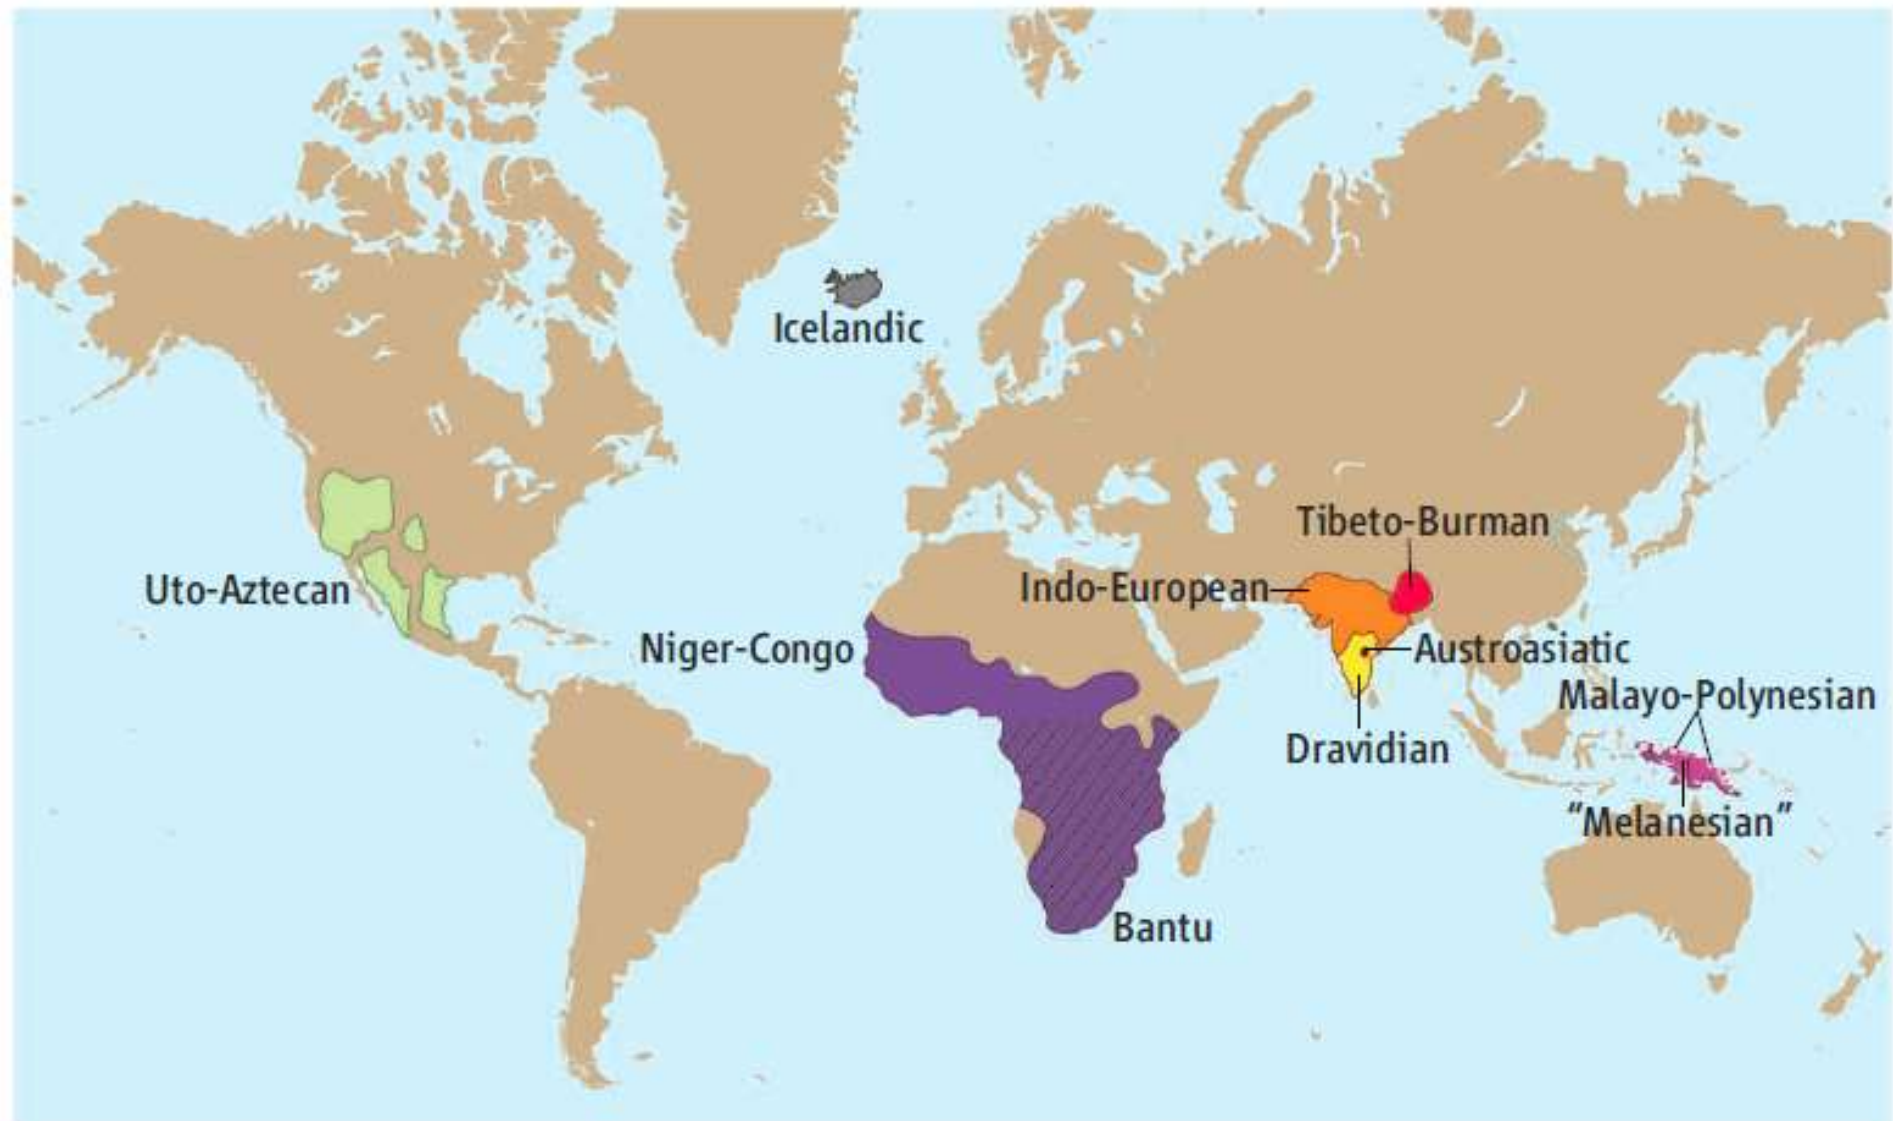 Icelandic
Tibeto-Burman
Indo-European
Uto-Aztecan
Niger-Congo
Austroasiatic
Malayo-Polynesian
Dravidian
"Melanesian"
Bantu